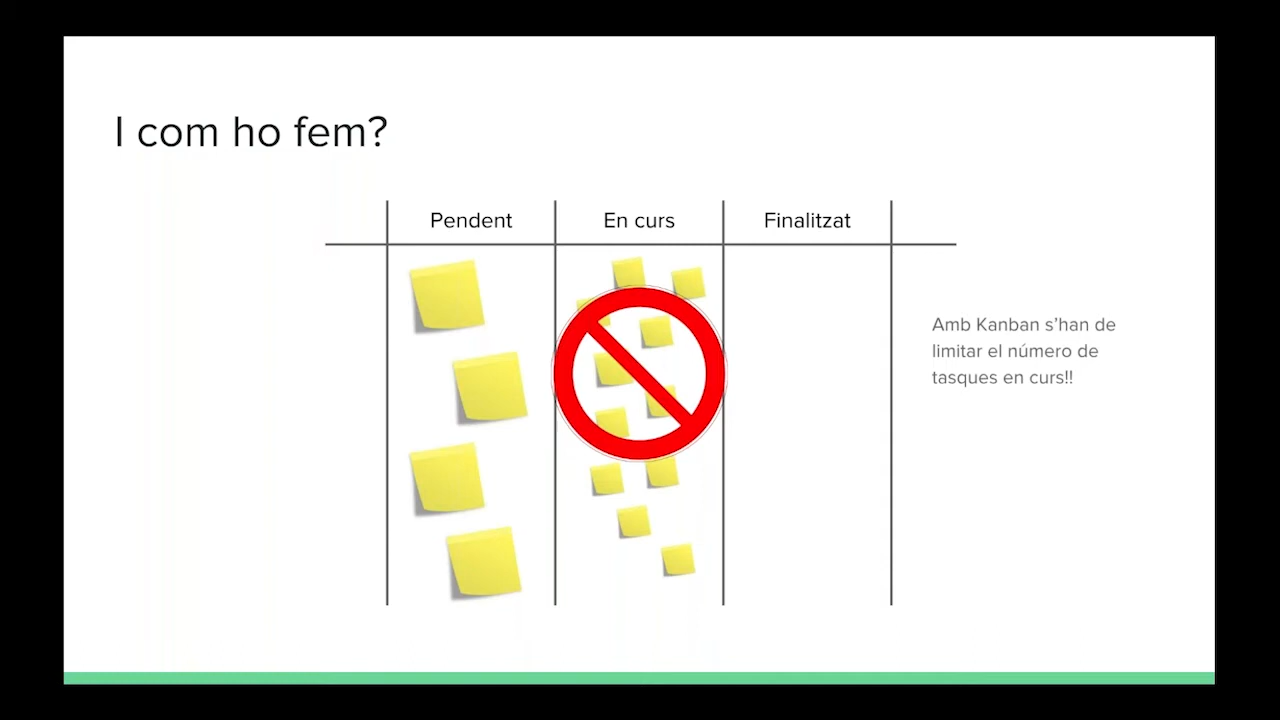 I com ho fem?
Pendent
En curs
Finalitzat
Amb Kanban s'han de
limitar el número de
tasques en curs!!